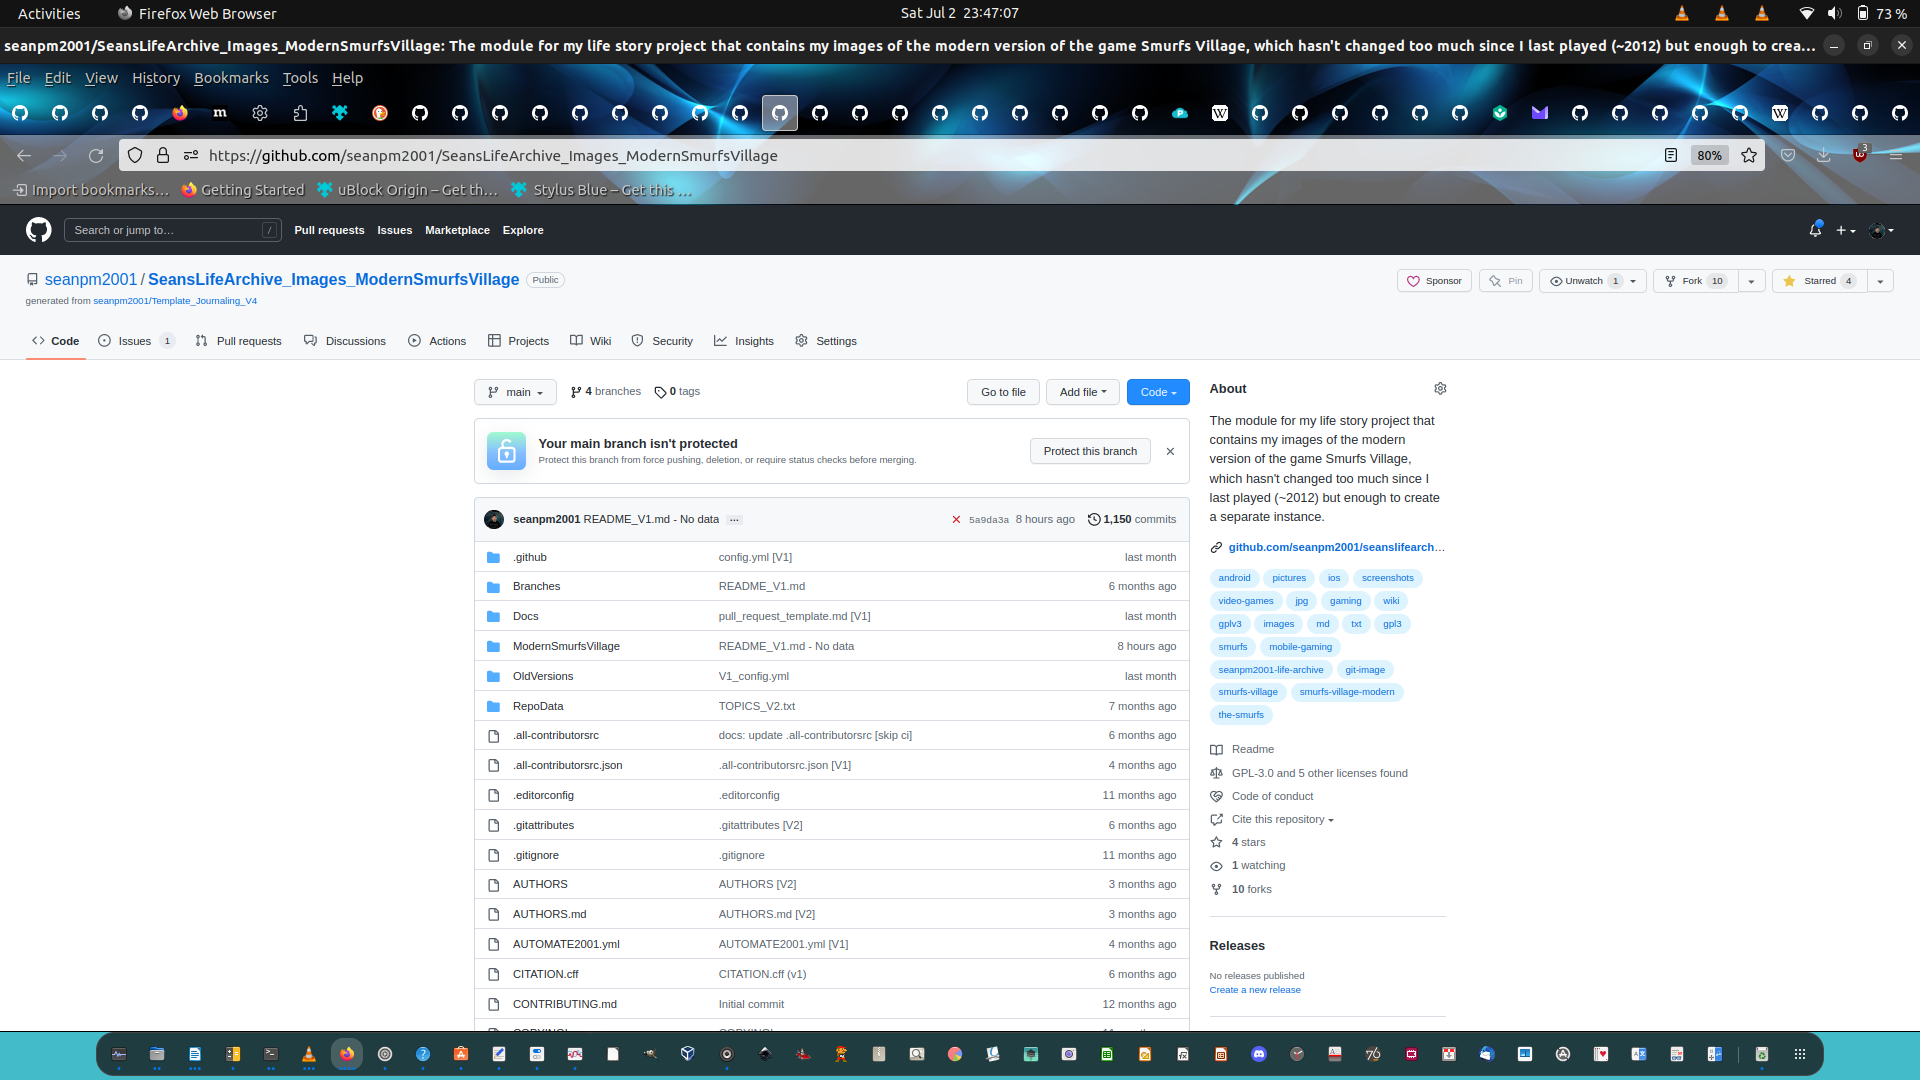 Activities Firefox Web Browser Sat Jul 2 23:47:07 73 %
seanpm2001/SeansLifeArchive_Images_ModernSmurfsVillage: The module for my life story project that contains my images of the modern version of the game Smurfs Village, which hasn't changed too much since I last played (~2012) but enough to crea…
File Edit View History Bookmarks Tools Help
https://github.com/seanpm2001/SeansLifeArchive_Images_ModernSmurfsVillage 80% 3
Import bookmarks… Getting Started uBlock Origin – Get th… Stylus Blue – Get this …
Search or jump to… / Pull requests Issues Marketplace Explore
seanpm2001 / SeansLifeArchive_Images_ModernSmurfsVillage Public Sponsor Pin Unwatch 1 Fork 10 Starred 4
generated from seanpm2001/Template_Journaling_V4
Code Issues 1 Pull requests Discussions Actions Projects Wiki Security Insights Settings
main 4 branches 0 tags Go to file Add file Code
Your main branch isn't protected
Protect this branch from force pushing, deletion, or require status checks before merging.
Protect this branch
seanpm2001 README_V1.md - No data … 5a9da3a 8 hours ago 1,150 commits
.github config.yml [V1] last month
Branches README_V1.md 6 months ago
Docs pull_request_template.md [V1] last month
ModernSmurfsVillage README_V1.md - No data 8 hours ago
OldVersions V1_config.yml last month
RepoData TOPICS_V2.txt 7 months ago
.all-contributorsrc docs: update .all-contributorsrc [skip ci] 6 months ago
.all-contributorsrc.json .all-contributorsrc.json [V1] 4 months ago
.editorconfig .editorconfig 11 months ago
.gitattributes .gitattributes [V2] 6 months ago
.gitignore .gitignore 11 months ago
AUTHORS AUTHORS [V2] 3 months ago
AUTHORS.md AUTHORS.md [V2] 3 months ago
AUTOMATE2001.yml AUTOMATE2001.yml [V1] 4 months ago
CITATION.cff CITATION.cff (v1) 6 months ago
CONTRIBUTING.md Initial commit 12 months ago
About
The module for my life story project that
contains my images of the modern
version of the game Smurfs Village,
which hasn't changed too much since I
last played (~2012) but enough to create
a separate instance.
github.com/seanpm2001/seanslifearch…
android pictures ios screenshots
video-games jpg gaming wiki
gplv3 images md txt gpl3
smurfs mobile-gaming
seanpm2001-life-archive git-image
smurfs-village smurfs-village-modern
the-smurfs
Readme
GPL-3.0 and 5 other licenses found
Code of conduct
Cite this repository
4 stars
1 watching
10 forks
Releases
No releases published
Create a new release